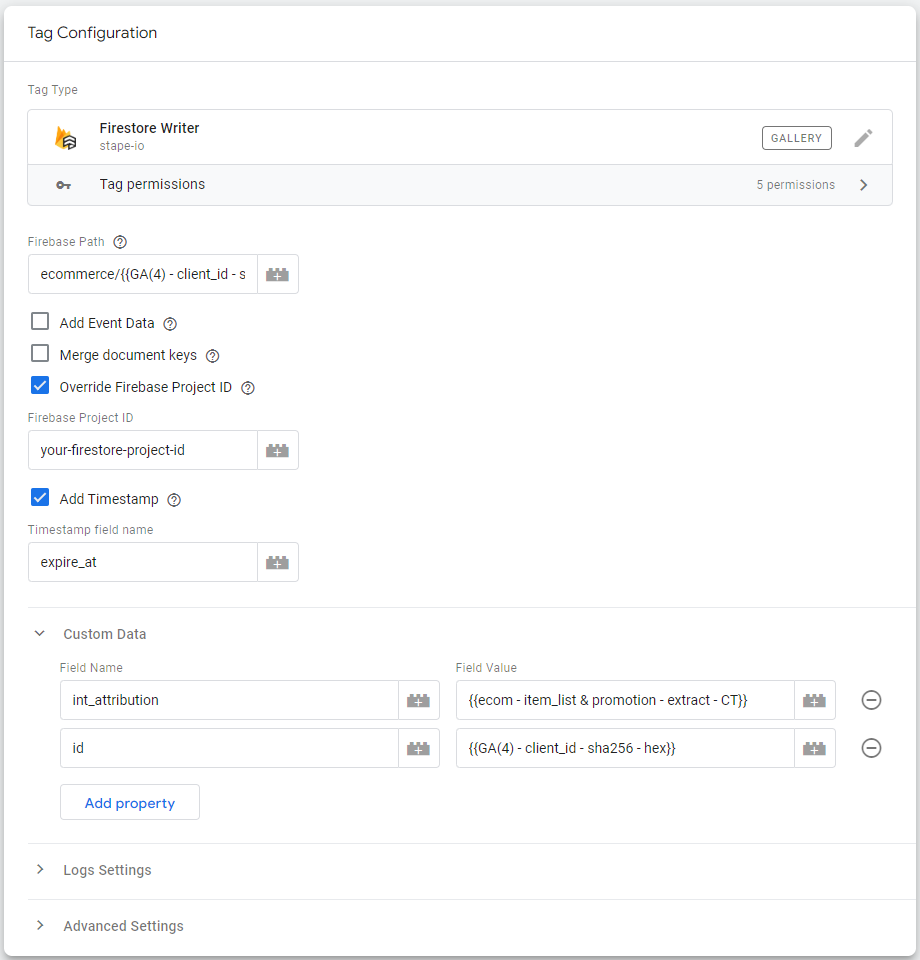 Tag Configuration
Tag Type
Firestore Writer
stape-io
GALLERY
Tag permissions
5 permissions
Firebase Path
ecommerce/{{GA(4) - client_id - s
Add Event Data
Merge document keys
Override Firebase Project ID
Firebase Project ID
your-firestore-project-id
Add Timestamp
Timestamp field name
expire_at
Custom Data
Field Name Field Value
int_attribution {{ecom - item_list & promotion - extract - CT}}
id {{GA(4) - client_id - sha256 - hex}}
Add property
Logs Settings
Advanced Settings